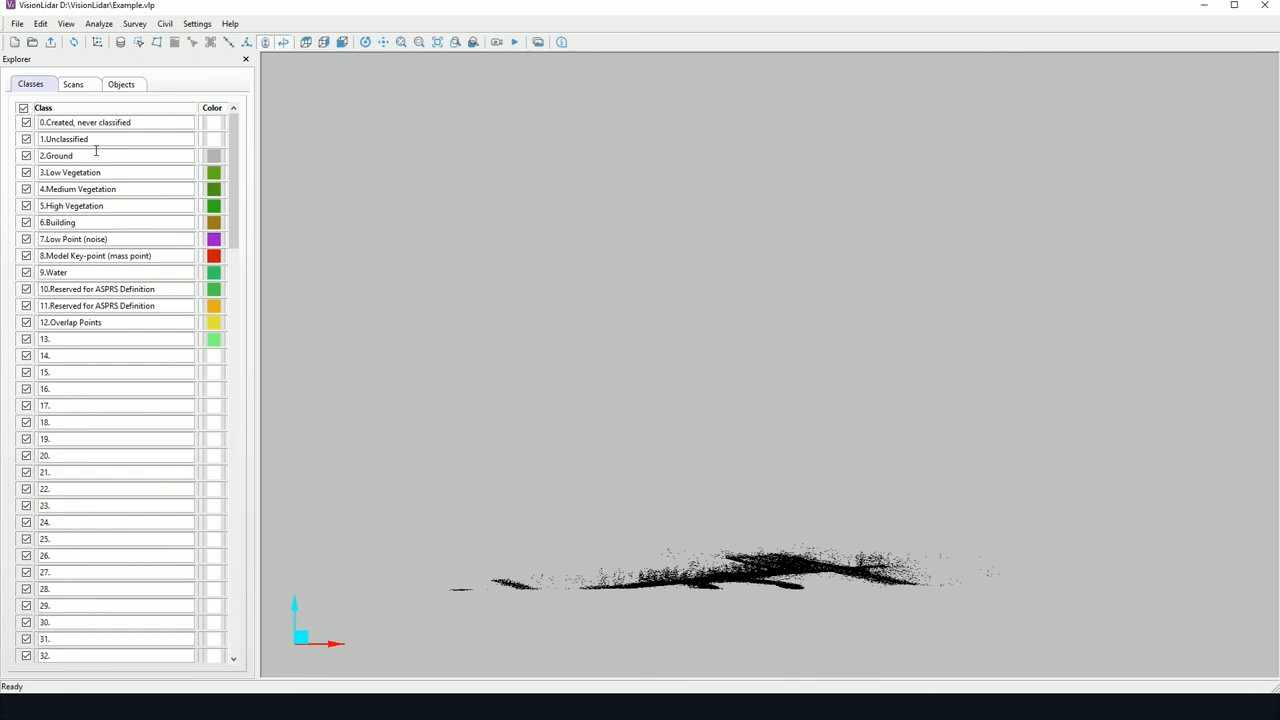 VisionLidar D:\VisionLidar\Example.vlp
File Edit View Analyze Survey Civil Settings Help
Explorer
Classes Scans Objects
Class Color
0.Created, never classified
1.Unclassified
2.Ground
3.Low Vegetation
4.Medium Vegetation
5.High Vegetation
6.Building
7.Low Point (noise)
8.Model Key-point (mass point)
9.Water
10.Reserved for ASPRS Definition
11.Reserved for ASPRS Definition
12.Overlap Points
13.
14.
15.
16.
17.
18.
19.
20.
21.
22.
23.
24.
25.
26.
27.
28.
29.
30.
31.
32.
Ready